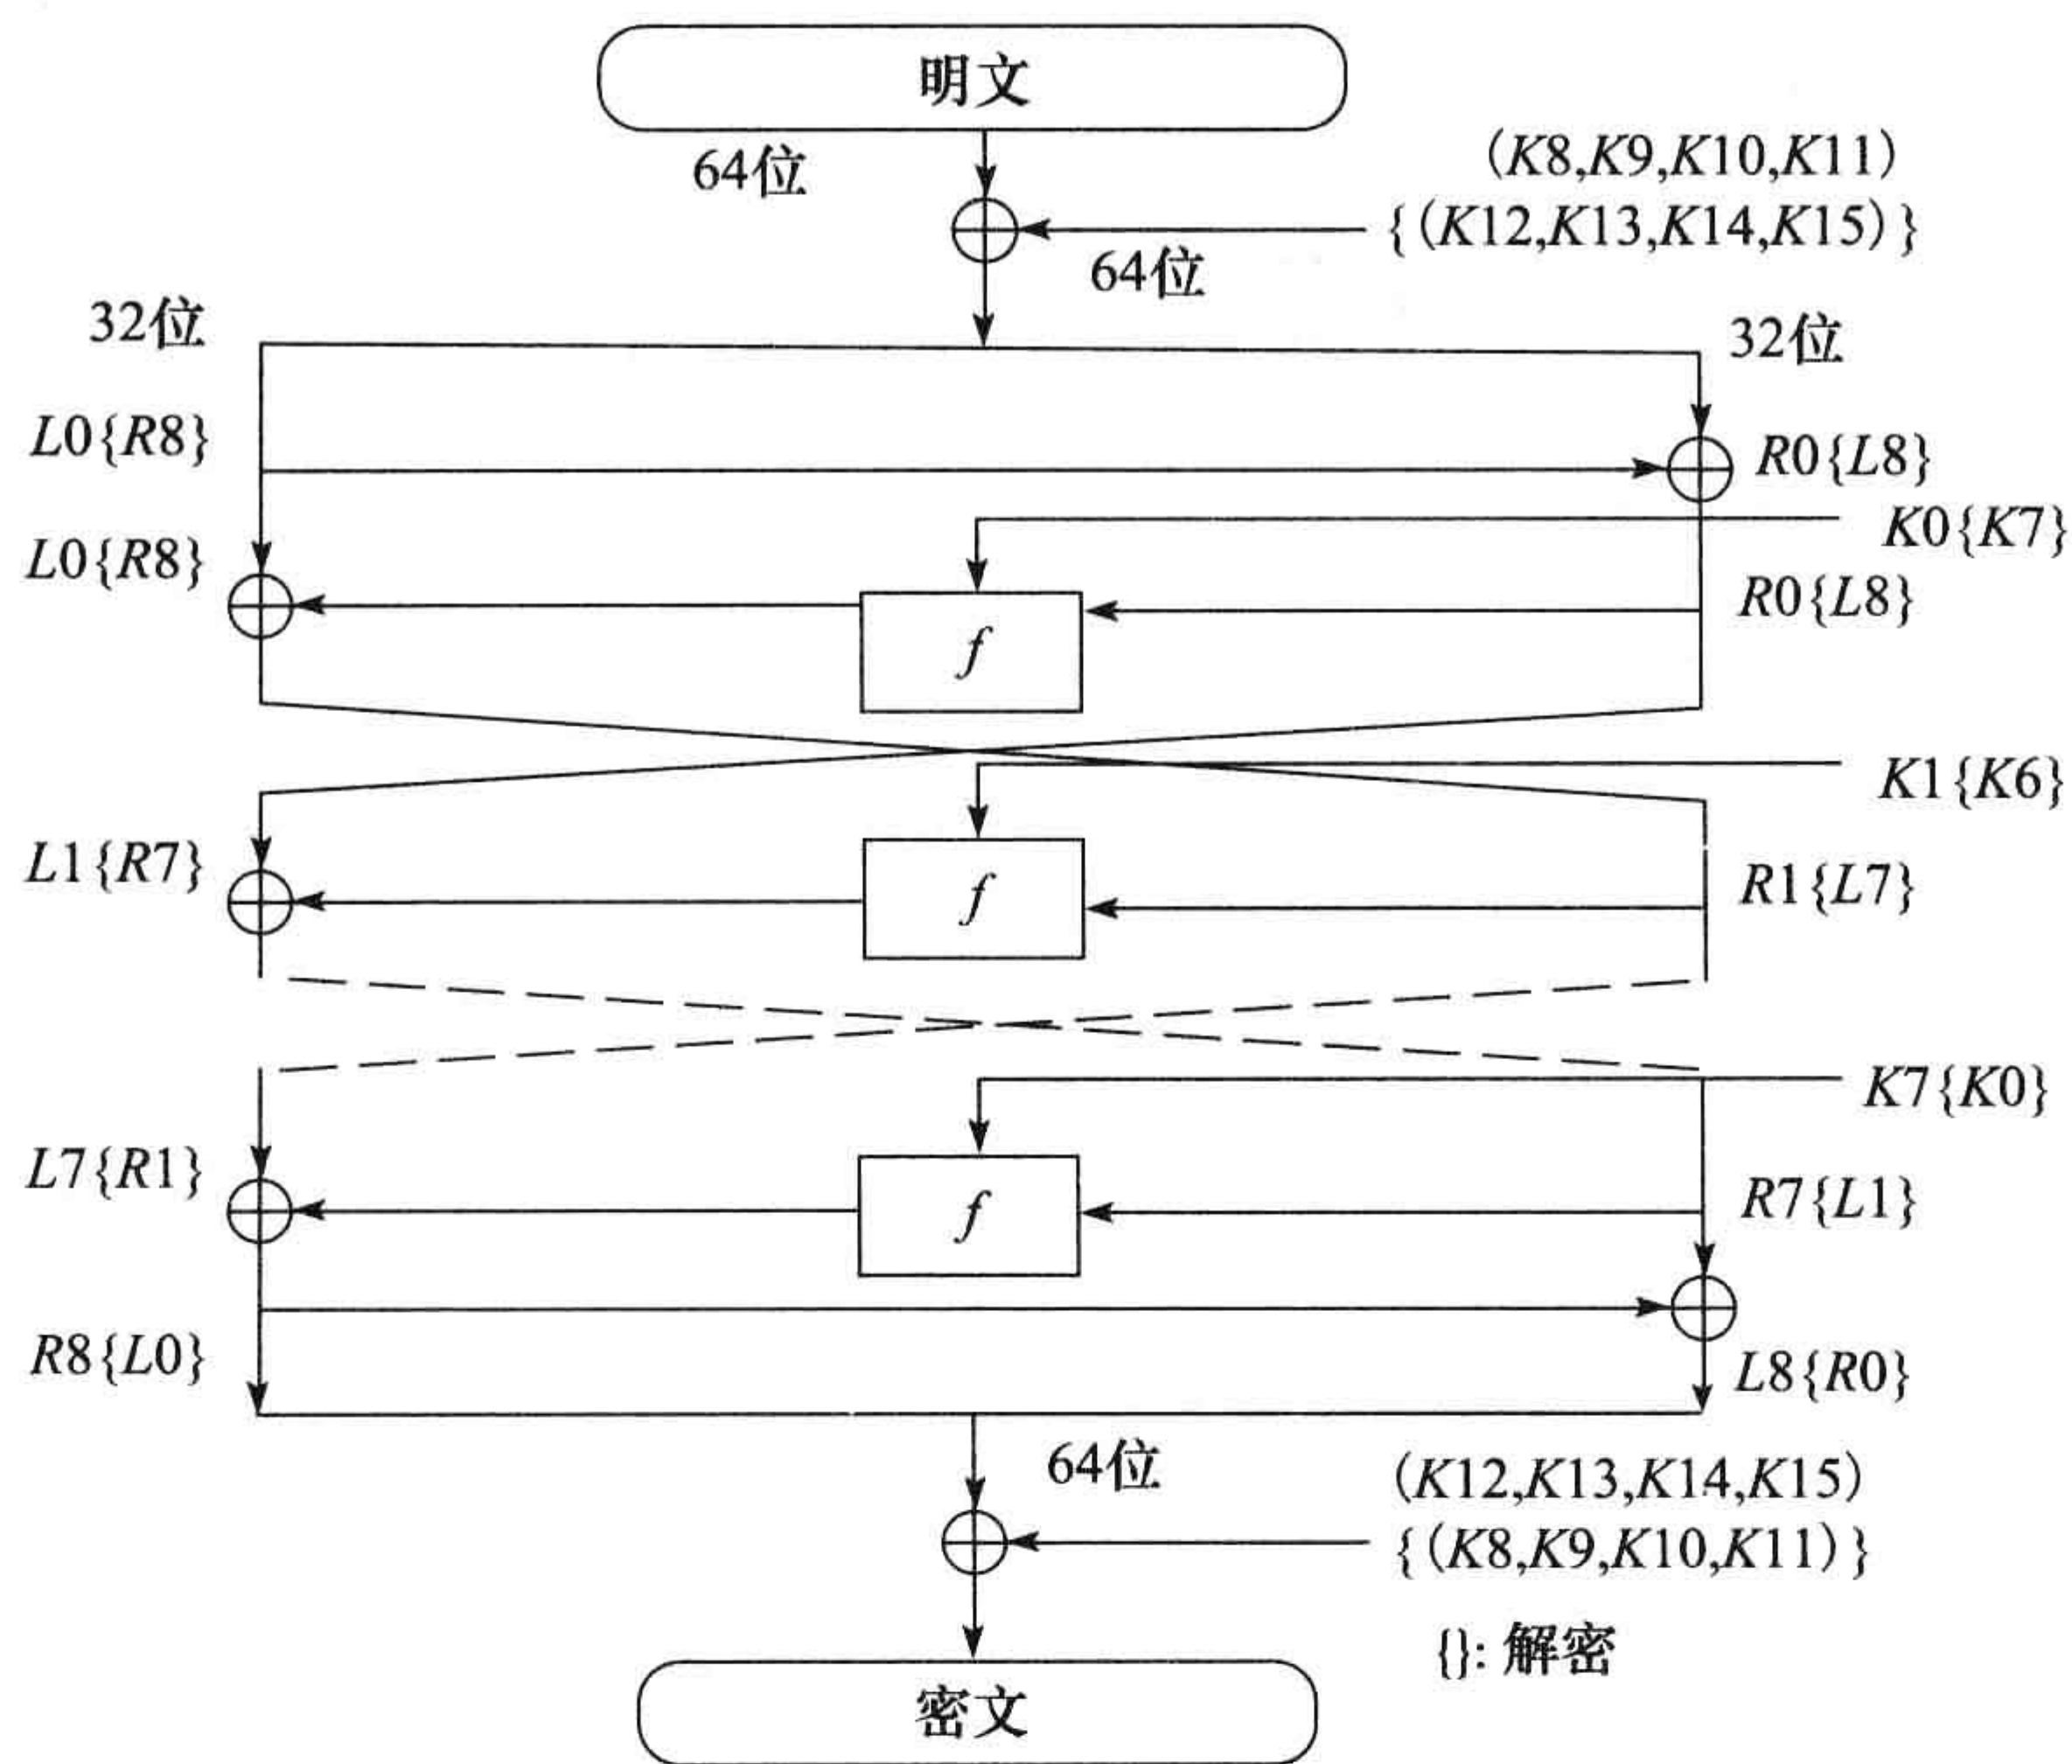 明文
64位
(K8,K9,K10,K11)
{(K12,K13,K14,K15)}
64位
32位
32位
L0{R8}
R0{L8}
K0{K7}
L0{R8}
R0{L8}
f
K1{K6}
L1{R7}
f
R1{L7}
K7{K0}
L7{R1}
f
R7{L1}
R8{L0}
L8{R0}
64位
(K12,K13,K14,K15)
{(K8,K9,K10,K11)}
{}: 解密
密文